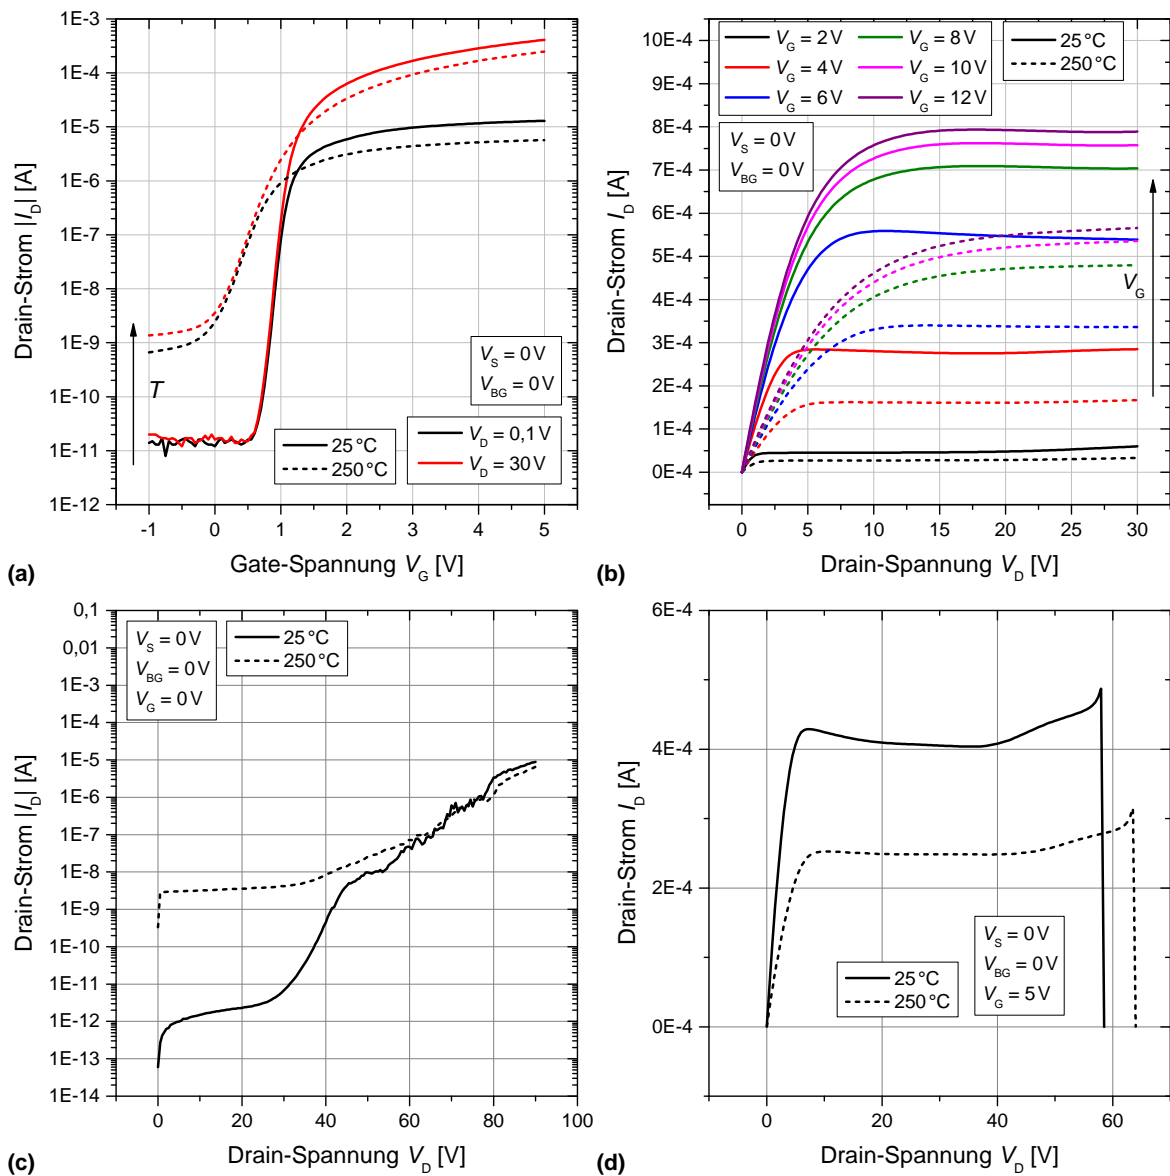 1E-3
1E-4
1E-5
1E-6
1E-7
1E-8
1E-9
1E-10
1E-11
1E-12
Drain-Strom |I_D| [A]
T
V_S = 0 V
V_BG = 0 V
25 °C
250 °C
V_D = 0,1 V
V_D = 30 V
-1 0 1 2 3 4 5
Gate-Spannung V_G [V]
(a)
10E-4
9E-4
8E-4
7E-4
6E-4
5E-4
4E-4
3E-4
2E-4
1E-4
0E-4
Drain-Strom I_D [A]
V_G = 2 V
V_G = 8 V
V_G = 4 V
V_G = 10 V
V_G = 6 V
V_G = 12 V
25 °C
250 °C
V_S = 0 V
V_BG = 0 V
V_G
0 5 10 15 20 25 30
Drain-Spannung V_D [V]
(b)
0,1
0,01
1E-3
1E-4
1E-5
1E-6
1E-7
1E-8
1E-9
1E-10
1E-11
1E-12
1E-13
1E-14
Drain-Strom |I_D| [A]
V_S = 0 V
V_BG = 0 V
V_G = 0 V
25 °C
250 °C
0 20 40 60 80 100
Drain-Spannung V_D [V]
(c)
6E-4
4E-4
2E-4
0E-4
Drain-Strom I_D [A]
25 °C
250 °C
V_S = 0 V
V_BG = 0 V
V_G = 5 V
0 20 40 60
Drain-Spannung V_D [V]
(d)